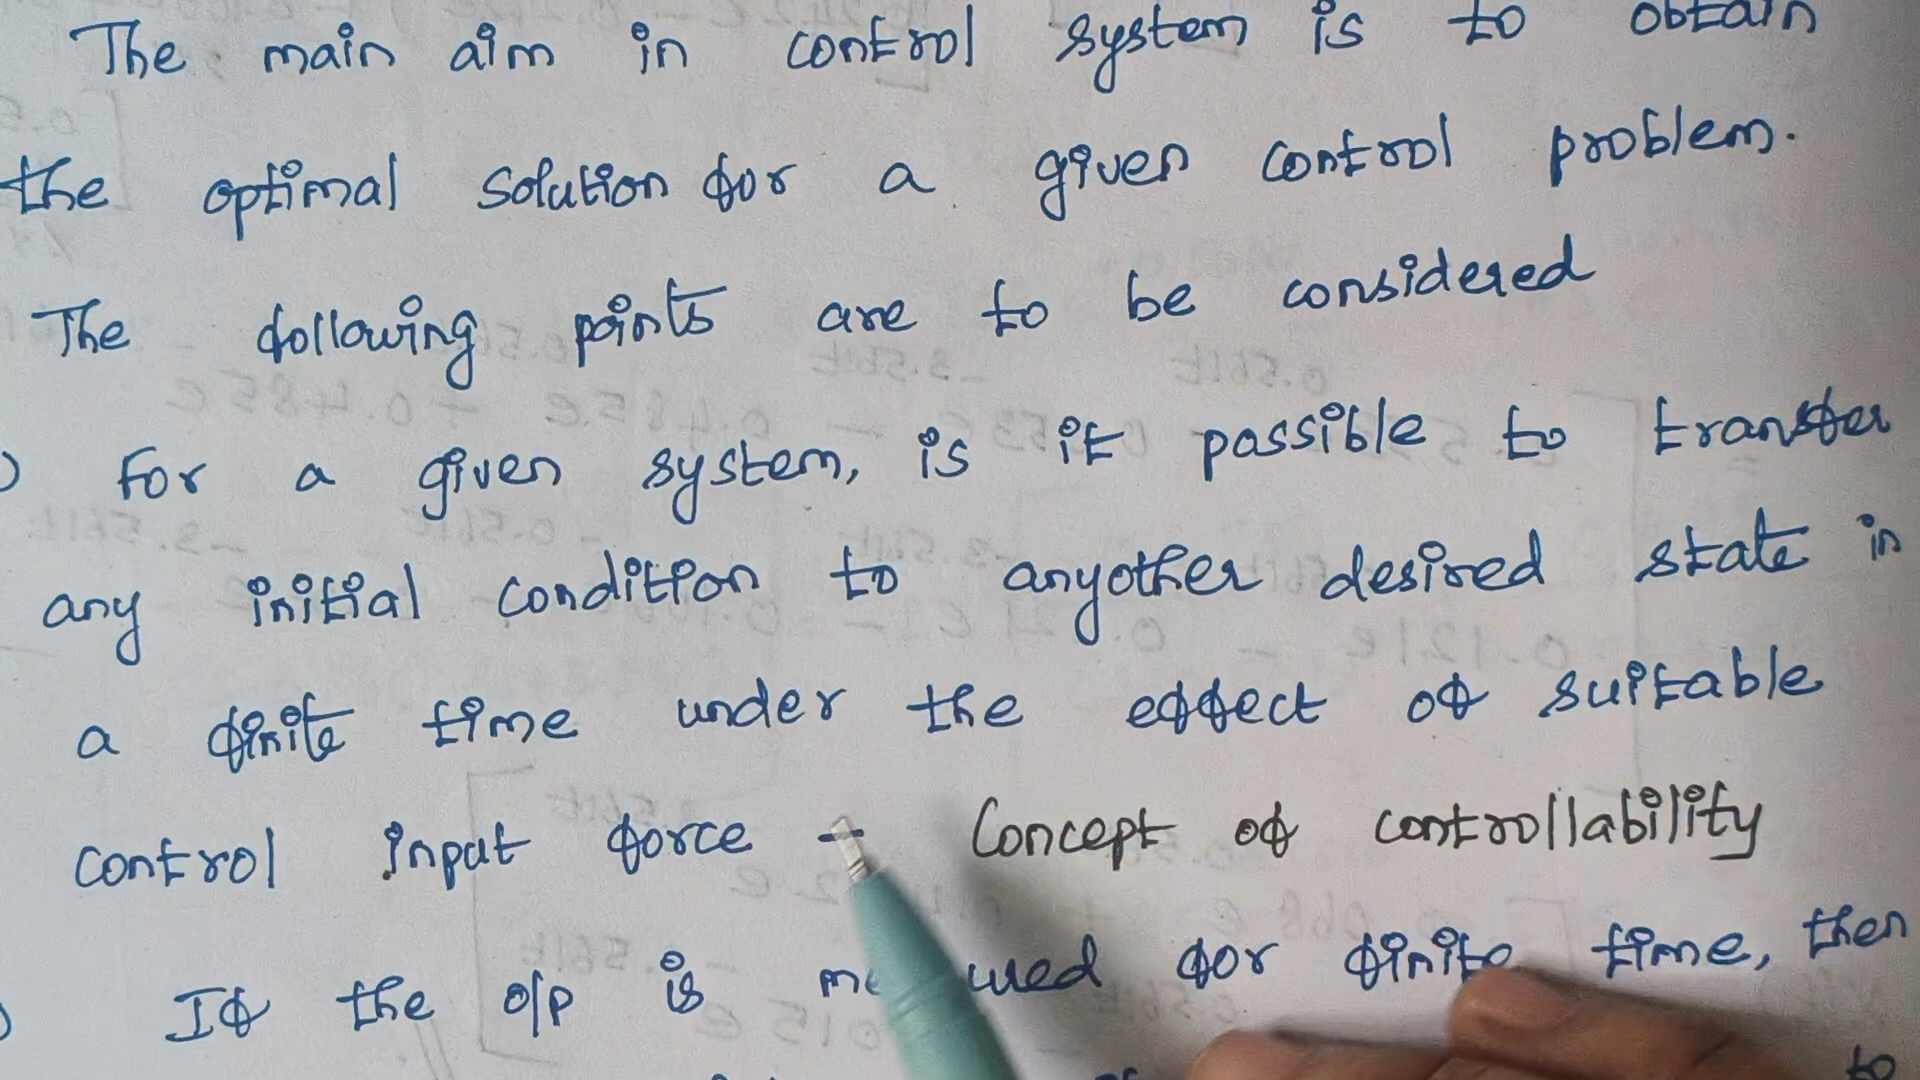 The main aim in control system is to obtain
the optimal solution for a given control problem.
The following points are to be considered
) For a given system, is it possible to transfer
any initial condition to anyother desired state in
a finite time under the effect of suitable
control input force - Concept of controllability
) If the o/p is for finite time, then
to